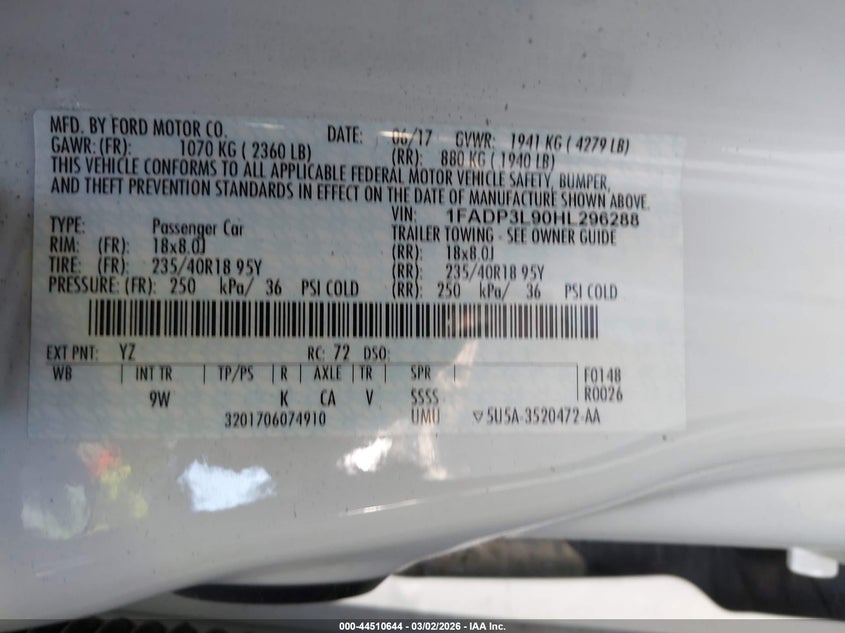 MFD. BY FORD MOTOR CO. DATE: 06/17 GVWR: 1941 KG ( 4279 LB)
GAWR: (FR): 1070 KG ( 2360 LB) (RR): 880 KG ( 1940 LB)
THIS VEHICLE CONFORMS TO ALL APPLICABLE FEDERAL MOTOR VEHICLE SAFETY, BUMPER,
AND THEFT PREVENTION STANDARDS IN EFFECT ON THE DATE OF MANUFACTURE SHOWN ABOVE.
VIN: 1FADP3L90HL296288
TYPE: Passenger Car TRAILER TOWING - SEE OWNER GUIDE
RIM: (FR): 18x8.0J (RR): 18x8.0J
TIRE: (FR): 235/40R18 95Y (RR): 235/40R18 95Y
PRESSURE: (FR): 250 kPa/ 36 PSI COLD (RR): 250 kPa/ 36 PSI COLD
EXT PNT: YZ RC: 72 DSO:
WB INT TR TP/PS R AXLE TR SPR F0148
9W K CA V SSSS R0026
3201706074910 UMU 5U5A-3520472-AA
000-44510644 - 03/02/2026 - IAA Inc.